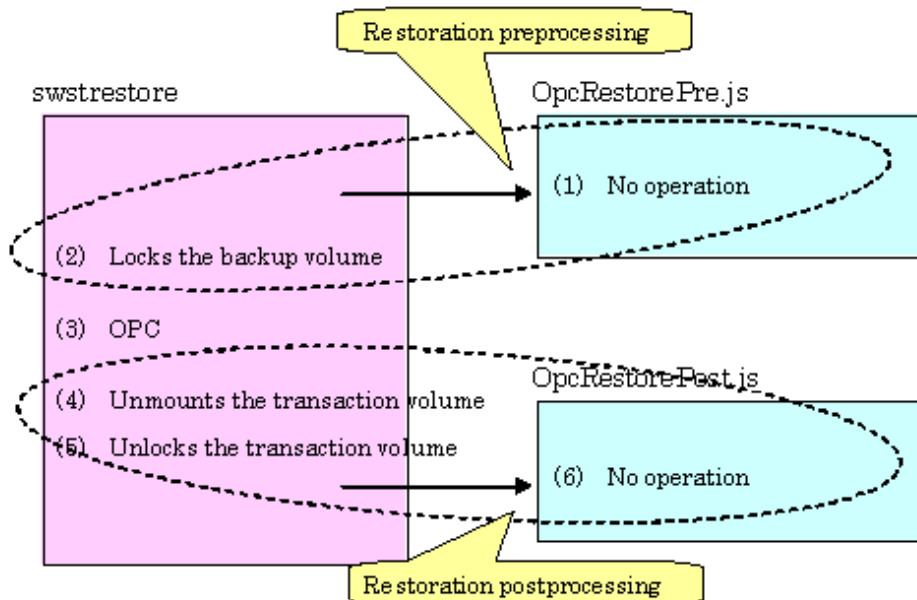 Restoration preprocessing
swstrestore
OpcRestorePre.js
(1) No operation
(2) Locks the backup volume
(3) OPC
OpcRestorePost.js
(4) Unmounts the transaction volume
(5) Unlocks the transaction volume
(6) No operation
Restoration postprocessing